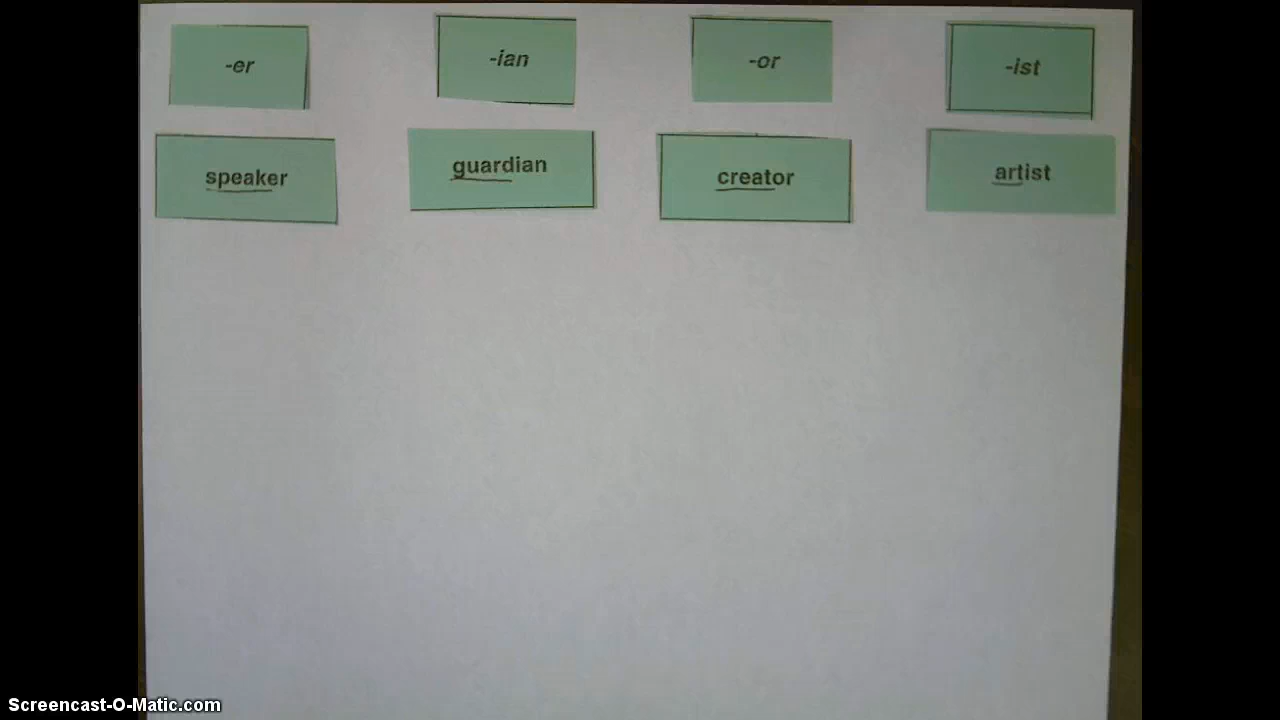 -er
-ian
-or
-ist
speaker
guardian
creator
artist
Screencast-O-Matic.com